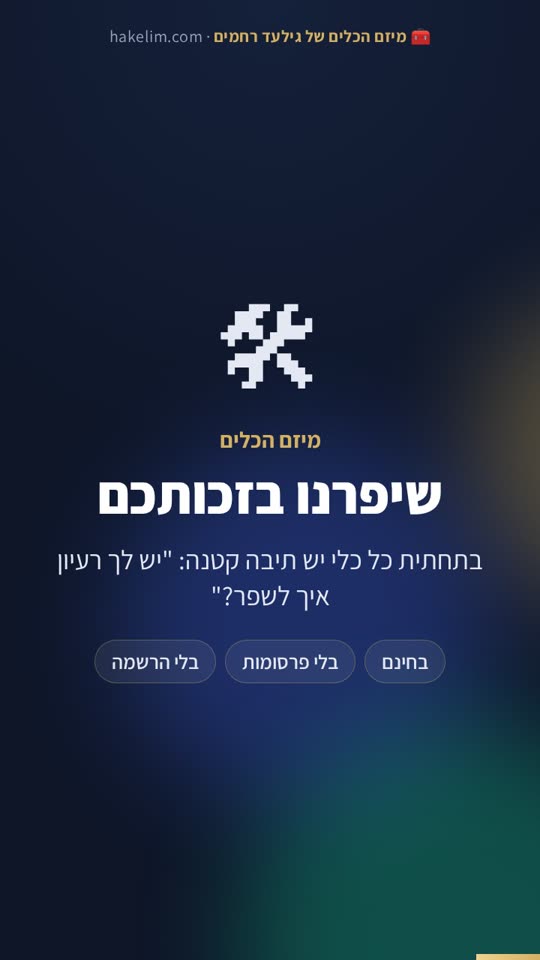 🧰 מיזם הכלים של גילעד רחמים · hakelim.com
מיזם הכלים
שיפרנו בזכותכם
בתחתית כל כלי יש תיבה קטנה: "יש לך רעיון
איך לשפר?"
בחינם
בלי פרסומות
בלי הרשמה